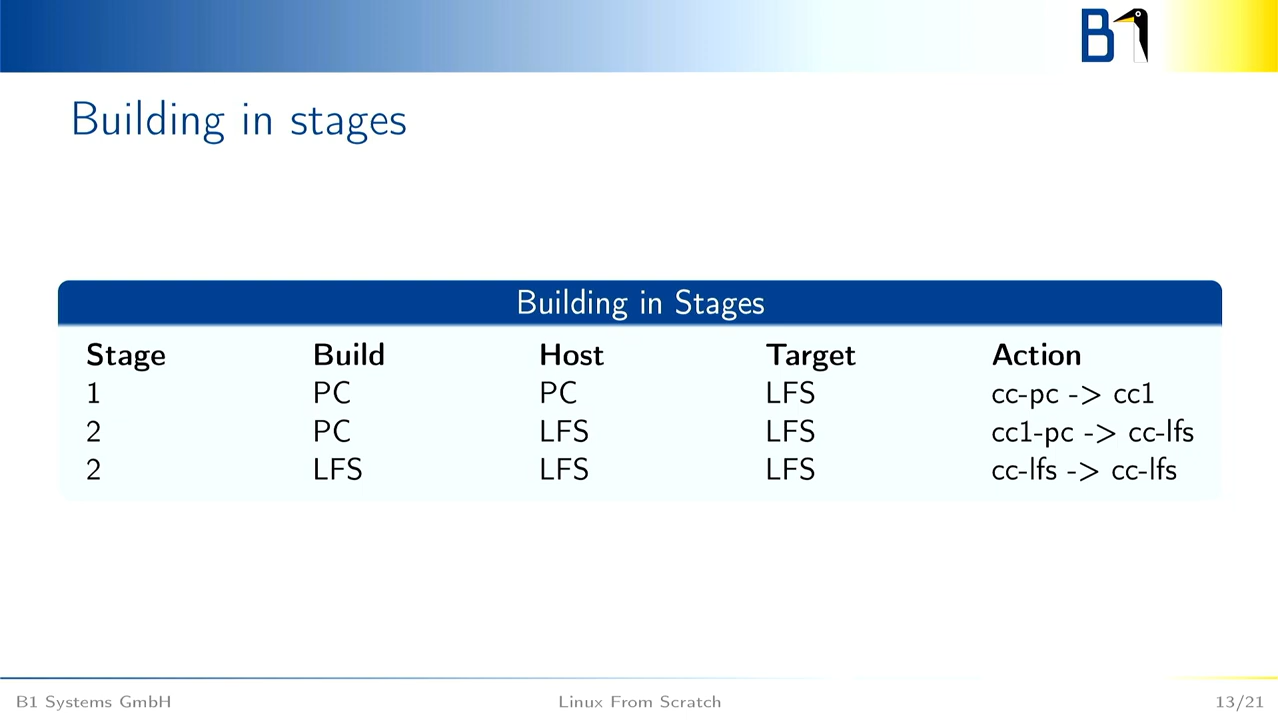 B1
Building in stages
Building in Stages
Stage Build Host Target Action
1 PC PC LFS cc-pc -> cc1
2 PC LFS LFS cc1-pc -> cc-lfs
2 LFS LFS LFS cc-lfs -> cc-lfs
B1 Systems GmbH Linux From Scratch 13/21